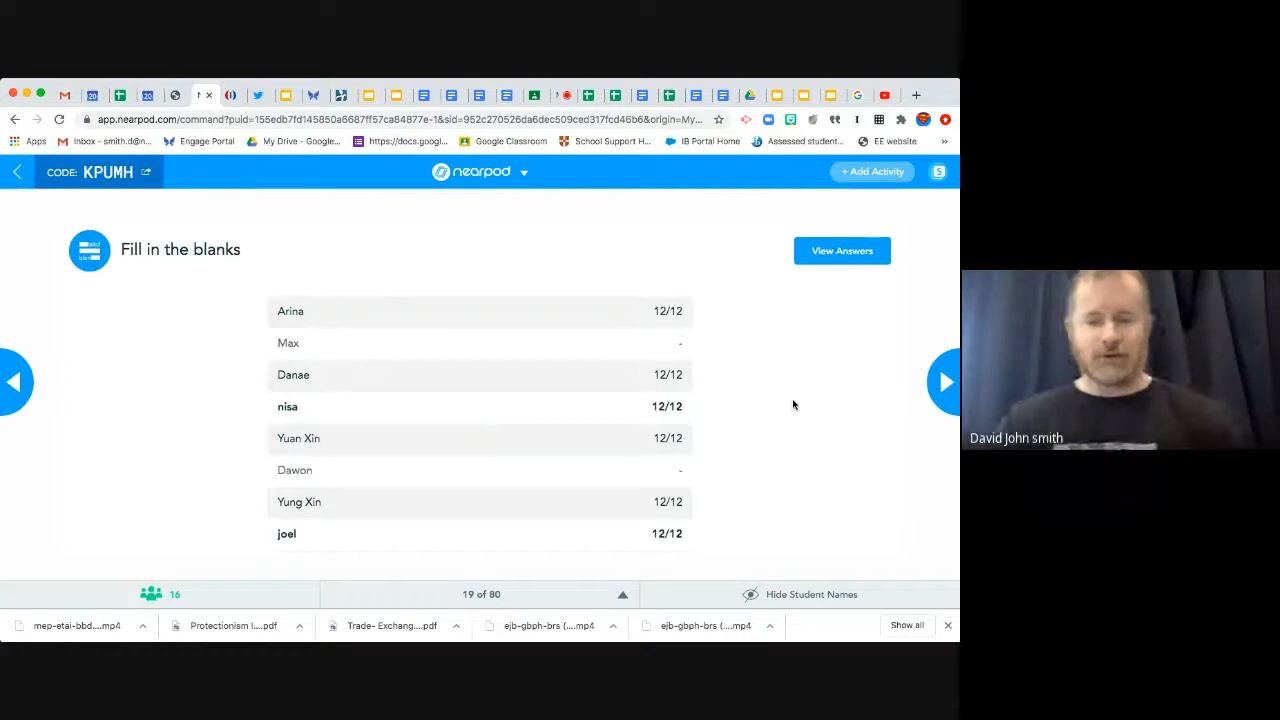 app.nearpod.com/command?puid=155edb7fd145850a6687ff57ca84877e-1&sid=952c270526da6dec509ced317fcd46b6&origin=My...
Apps Inbox - smith.d@n... Engage Portal My Drive - Google... https://docs.googl... Google Classroom School Support H... IB Portal Home Assessed student... EE website »
CODE: KPUMH nearpod + Add Activity S
Fill in the blanks View Answers
Arina 12/12
Max -
Danae 12/12
nisa 12/12
Yuan Xin 12/12
Dawon -
Yung Xin 12/12
joel 12/12
David John smith
16 19 of 80 Hide Student Names
mep-etai-bbd....mp4 Protectionism I....pdf Trade- Exchang....pdf ejb-gbph-brs (....mp4 ejb-gbph-brs (....mp4 Show all